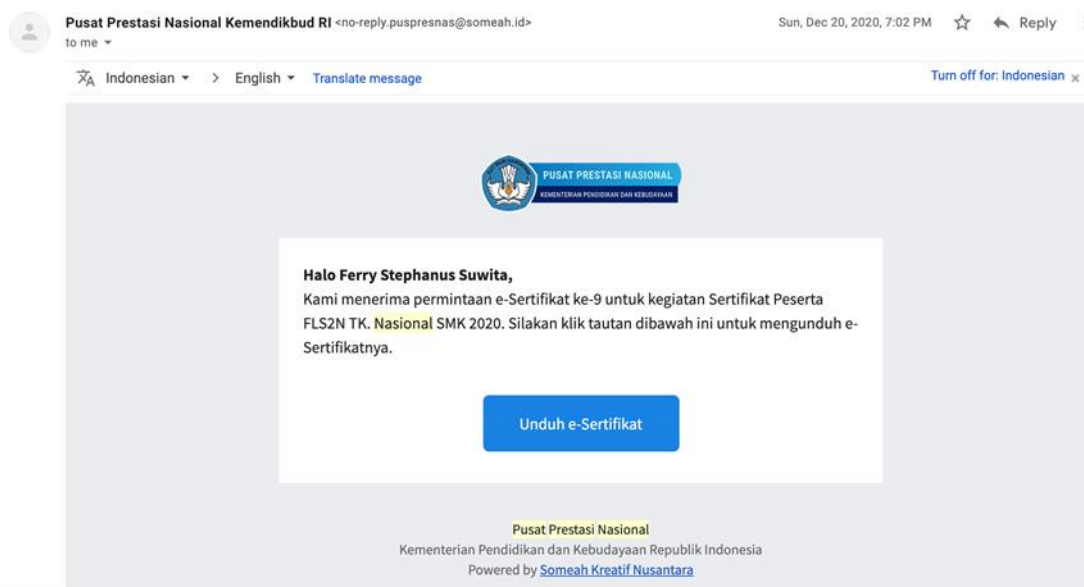 Pusat Prestasi Nasional Kemendikbud RI <no-reply.puspresnas@someah.id>
Sun, Dec 20, 2020, 7:02 PM
Reply
to me
Indonesian > English Translate message
Turn off for: Indonesian x
PUSAT PRESTASI NASIONAL
KEMENTERIAN PENDIDIKAN DAN KEBUDAYAAN
Halo Ferry Stephanus Suwita,
Kami menerima permintaan e-Sertifikat ke-9 untuk kegiatan Sertifikat Peserta
FLS2N TK. Nasional SMK 2020. Silakan klik tautan dibawah ini untuk mengunduh e-
Sertifikatnya.
Unduh e-Sertifikat
Pusat Prestasi Nasional
Kementerian Pendidikan dan Kebudayaan Republik Indonesia
Powered by Someah Kreatif Nusantara